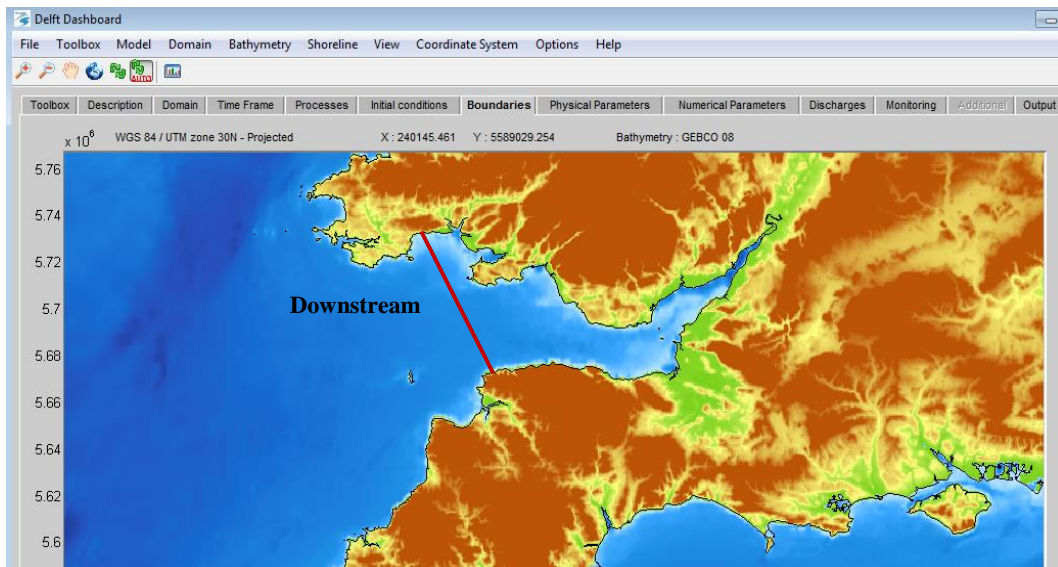 Delft Dashboard
File Toolbox Model Domain Bathymetry Shoreline View Coordinate System Options Help
Toolbox Description Domain Time Frame Processes Initial conditions Boundaries Physical Parameters Numerical Parameters Discharges Monitoring Additional Output
x 10^6 WGS 84 / UTM zone 30N - Projected X : 240145.461 Y : 5589029.254 Bathymetry : GEBCO 08
5.76
5.74
5.72
5.7
Downstream
5.68
5.66
5.64
5.62
5.6